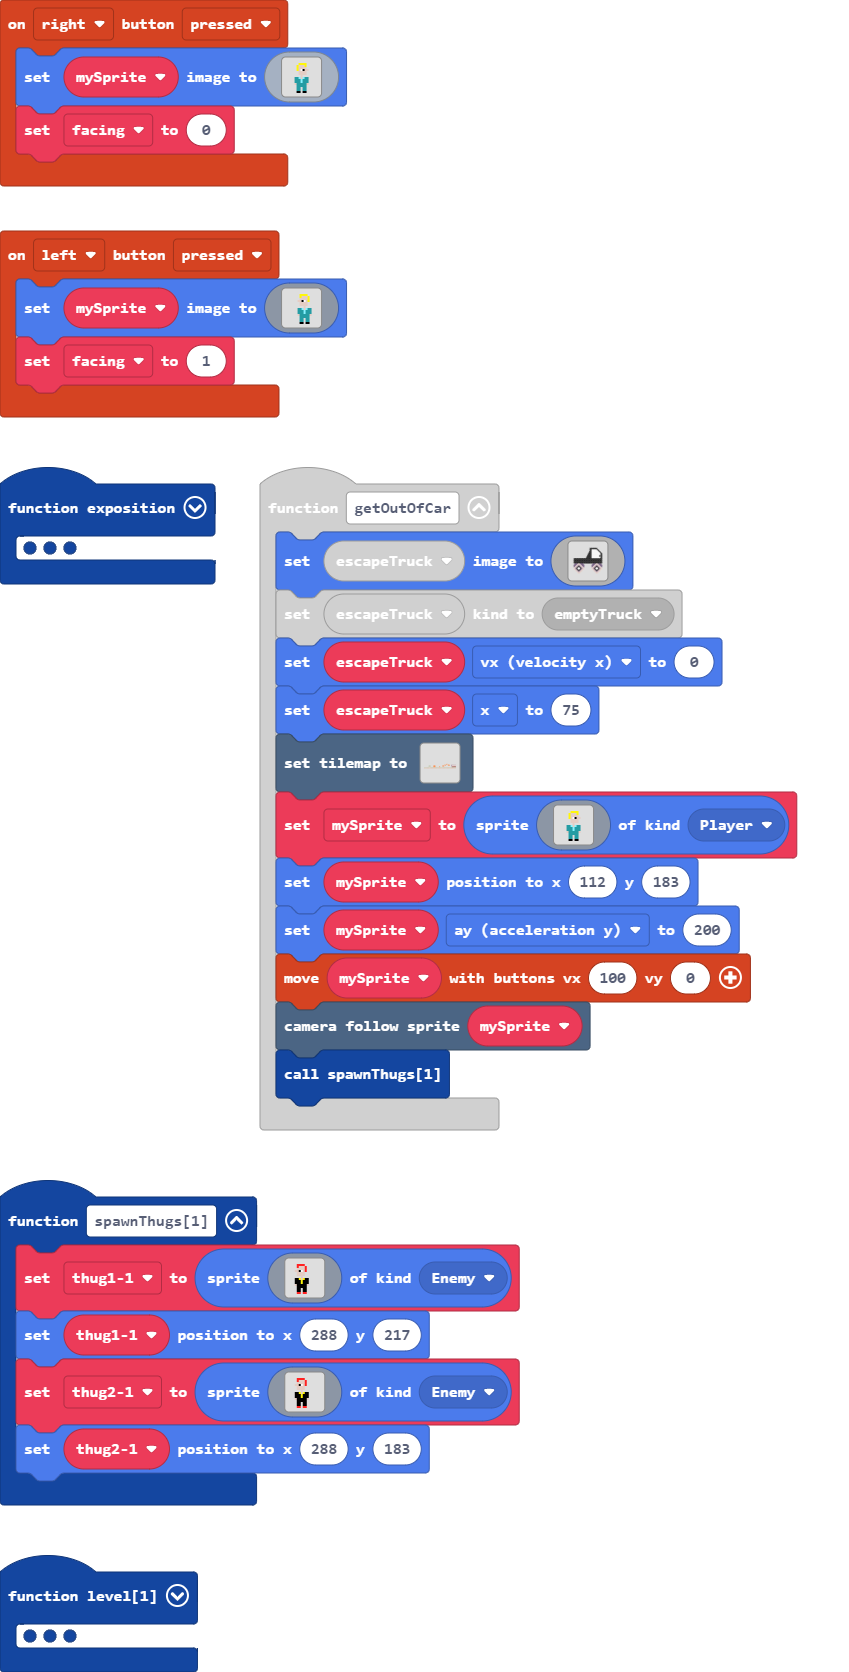 on right button pressed
set mySprite image to
set facing to 0
on left button pressed
set mySprite image to
set facing to 1
function exposition
function getOutOfCar
set escapeTruck image to
set escapeTruck kind to emptyTruck
set escapeTruck vx (velocity x) to 0
set escapeTruck x to 75
set tilemap to
set mySprite to sprite of kind Player
set mySprite position to x 112 y 183
set mySprite ay (acceleration y) to 200
move mySprite with buttons vx 100 vy 0
camera follow sprite mySprite
call spawnThugs[1]
function spawnThugs[1]
set thug1-1 to sprite of kind Enemy
set thug1-1 position to x 288 y 217
set thug2-1 to sprite of kind Enemy
set thug2-1 position to x 288 y 183
function level[1]